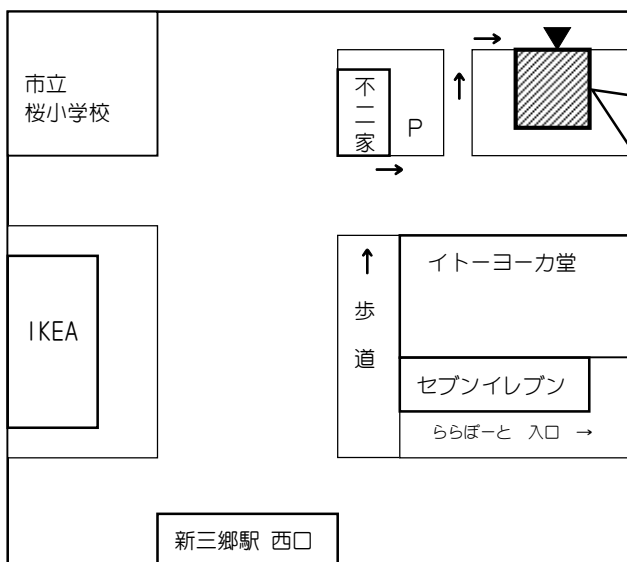 市立
桜小学校
不二家
P
イトーヨーカ堂
IKEA
歩道
セブンイレブン
ららぽーと 入口 →
新三郷駅 西口